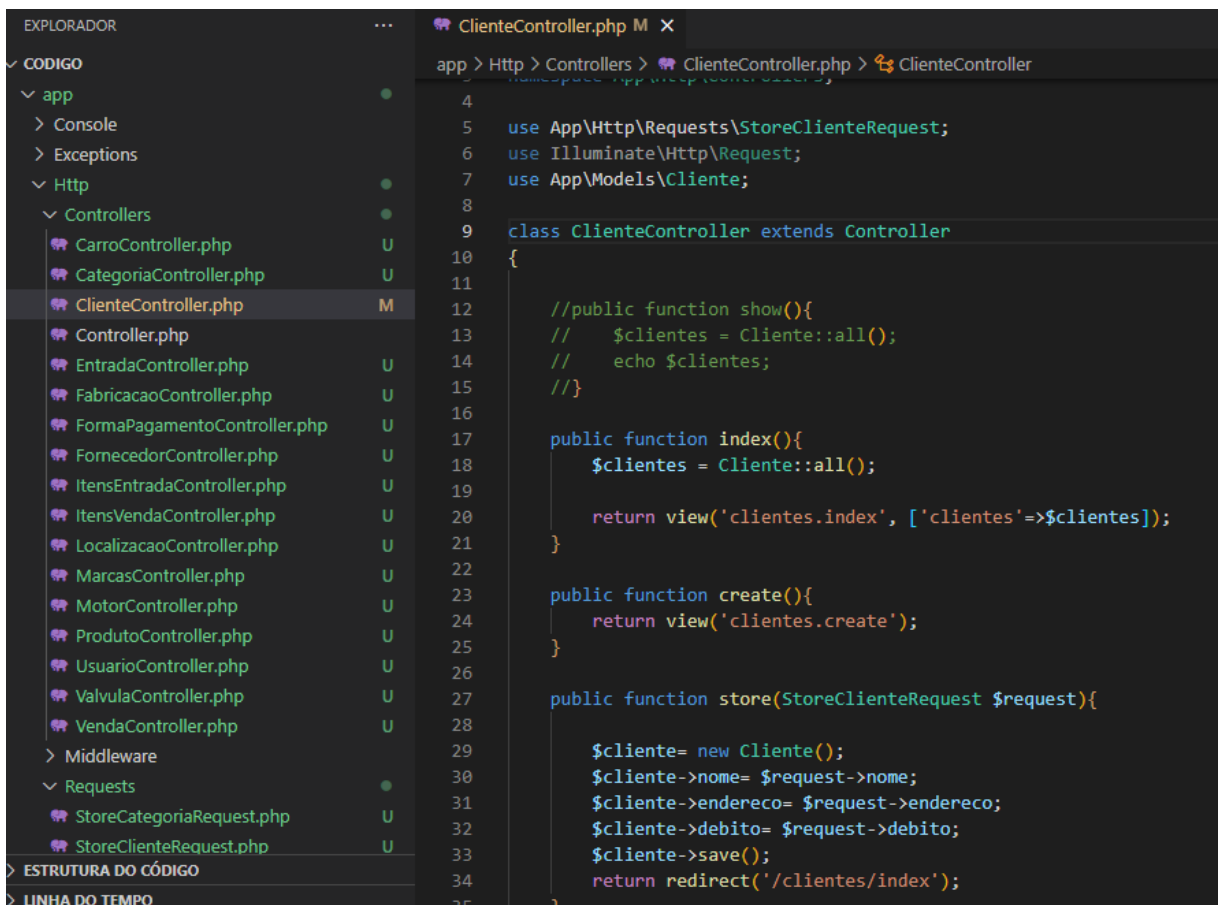 EXPLORADOR ...
CODIGO
app
Console
Exceptions
Http
Controllers
CarroController.php U
CategoriaController.php U
ClienteController.php M
Controller.php
EntradaController.php U
FabricacaoController.php U
FormaPagamentoController.php U
FornecedorController.php U
ItensEntradaController.php U
ItensVendaController.php U
LocalizacaoController.php U
MarcasController.php U
MotorController.php U
ProdutoController.php U
UsuarioController.php U
ValvulaController.php U
VendaController.php U
Middleware
Requests
StoreCategoriaRequest.php U
StoreClienteRequest.php U
ESTRUTURA DO CÓDIGO
LINHA DO TEMPO
ClienteController.php M X
app > Http > Controllers > ClienteController.php > ClienteController
3 namespace App\Http\Controllers;
4
5 use App\Http\Requests\StoreClienteRequest;
6 use Illuminate\Http\Request;
7 use App\Models\Cliente;
8
9 class ClienteController extends Controller
10 {
11
12 //public function show(){
13 // $clientes = Cliente::all();
14 // echo $clientes;
15 //}
16
17 public function index(){
18 $clientes = Cliente::all();
19
20 return view('clientes.index', ['clientes'=>$clientes]);
21 }
22
23 public function create(){
24 return view('clientes.create');
25 }
26
27 public function store(StoreClienteRequest $request){
28
29 $cliente= new Cliente();
30 $cliente->nome= $request->nome;
31 $cliente->endereco= $request->endereco;
32 $cliente->debito= $request->debito;
33 $cliente->save();
34 return redirect('/clientes/index');
35 }